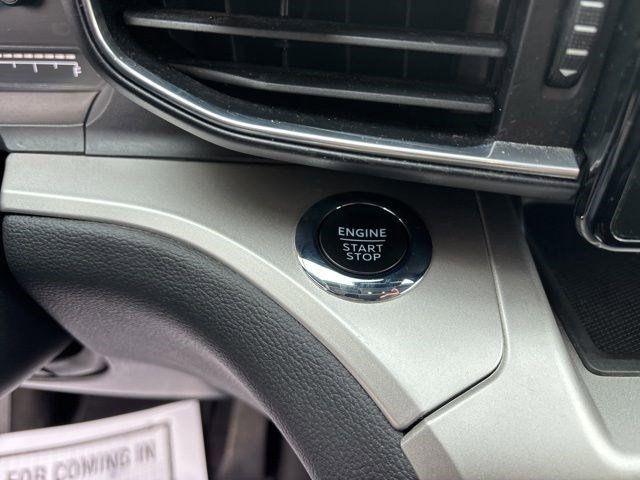 ENGINE
START
STOP
FOR COMING IN